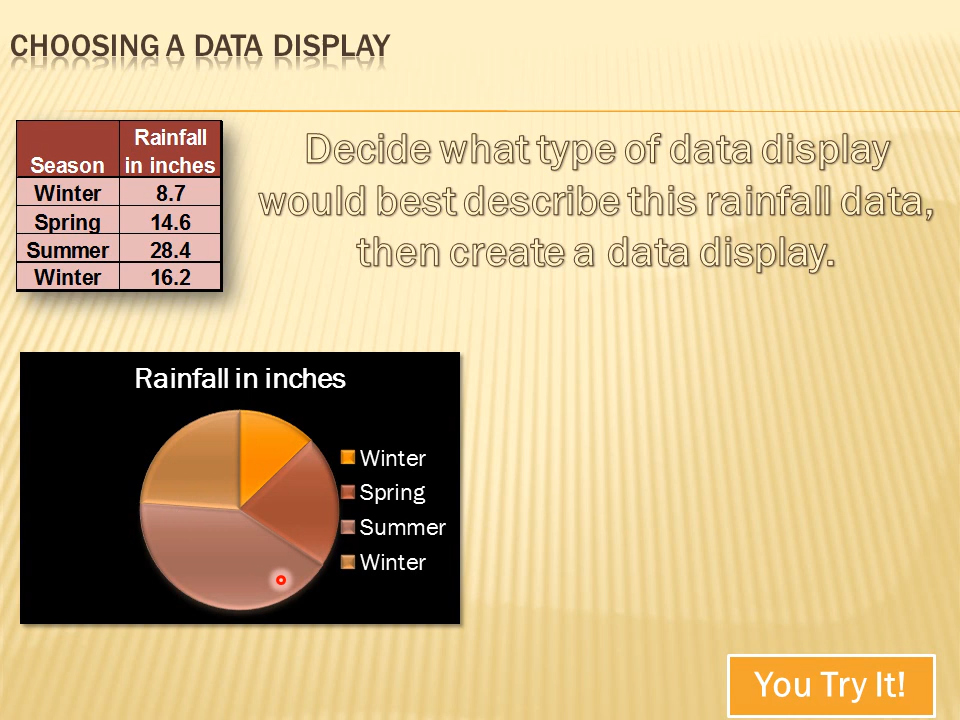 CHOOSING A DATA DISPLAY
Season Rainfall in inches
Winter 8.7
Spring 14.6
Summer 28.4
Winter 16.2
Decide what type of data display
would best describe this rainfall data,
then create a data display.
Rainfall in inches
Winter
Spring
Summer
Winter
You Try It!